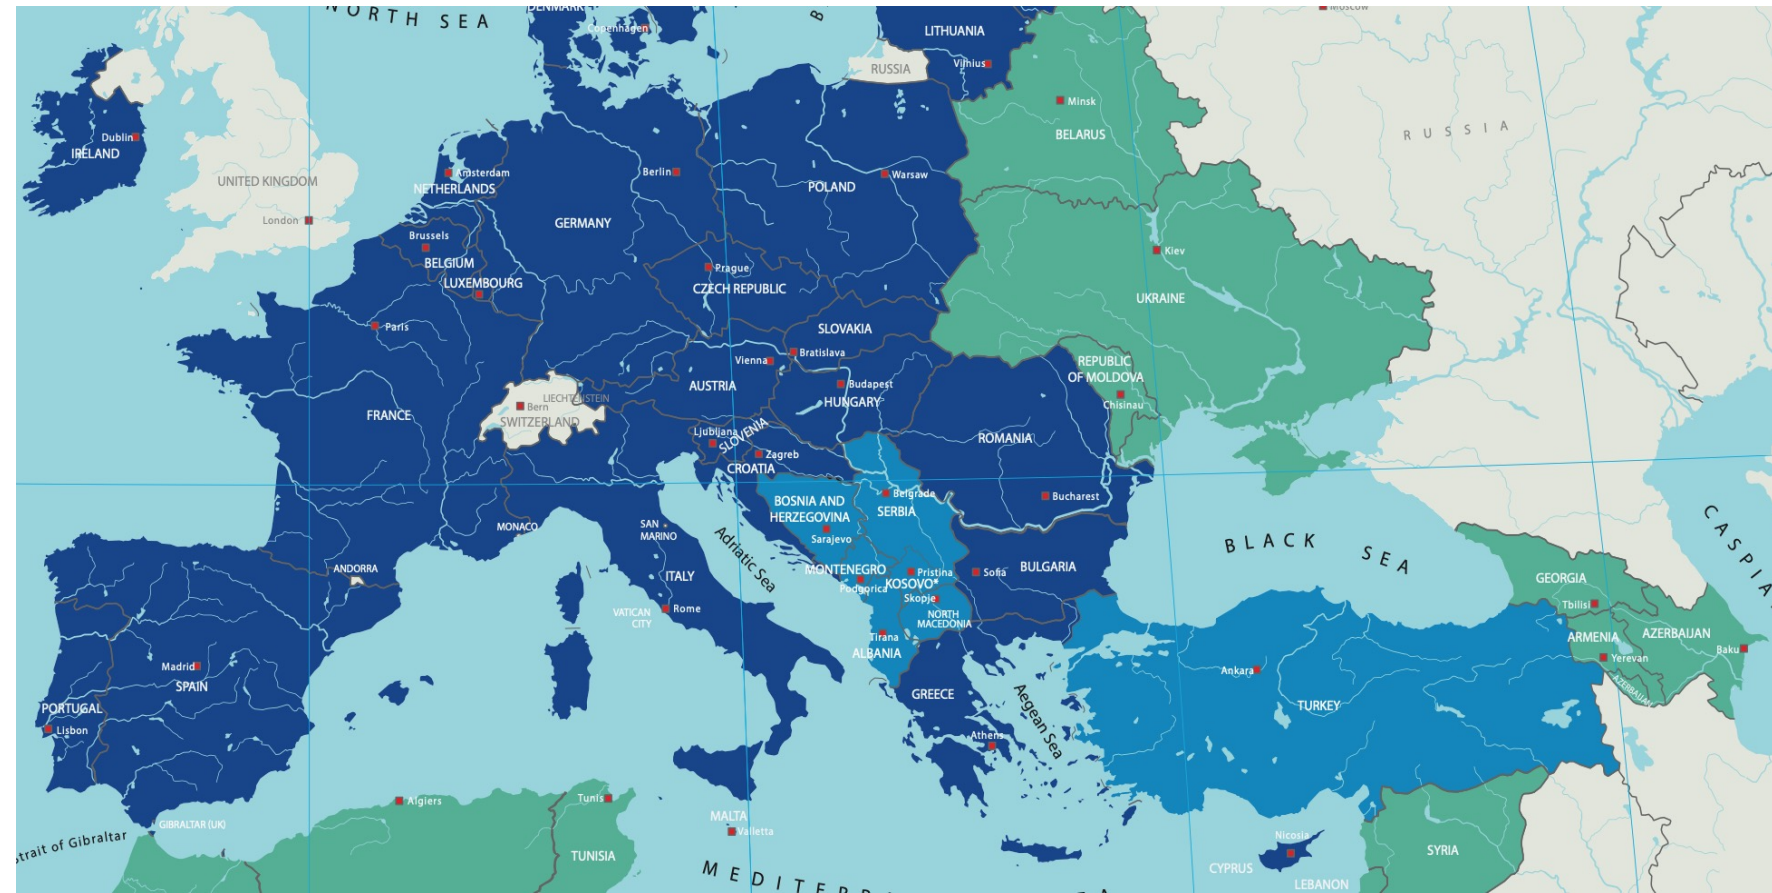 NORTH SEA
DENMARK
Copenhagen
B
LITHUANIA
Vilnius
RUSSIA
Moscow
Minsk
BELARUS
RUSSIA
Dublin
IRELAND
UNITED KINGDOM
London
Amsterdam
NETHERLANDS
Berlin
POLAND
Warsaw
GERMANY
Brussels
BELGIUM
LUXEMBOURG
Prague
CZECH REPUBLIC
Kiev
UKRAINE
Paris
SLOVAKIA
Bratislava
Vienna
AUSTRIA
Budapest
HUNGARY
REPUBLIC
OF MOLDOVA
Chisinau
FRANCE
Bern
LIECHTENSTEIN
SWITZERLAND
Ljubljana
SLOVENIA
Zagreb
CROATIA
ROMANIA
Bucharest
BOSNIA AND
HERZEGOVINA
Sarajevo
Belgrade
SERBIA
MONACO
SAN
MARINO
Adriatic Sea
BLACK SEA
CASPIA
ANDORRA
ITALY
MONTENEGRO
Podgorica
Pristina
KOSOVO*
Skopje
NORTH
MACEDONIA
Sofia
BULGARIA
GEORGIA
Tbilisi
VATICAN
CITY
Rome
Tirana
ALBANIA
ARMENIA
Yerevan
AZERBAIJAN
Baku
AZERBAIJAN
Madrid
SPAIN
PORTUGAL
Lisbon
GREECE
Athens
Aegean Sea
Ankara
TURKEY
Algiers
Tunis
TUNISIA
GIBRALTAR (UK)
trait of Gibraltar
MALTA
Valletta
MEDITERR
Nicosia
CYPRUS
LEBANON
SYRIA